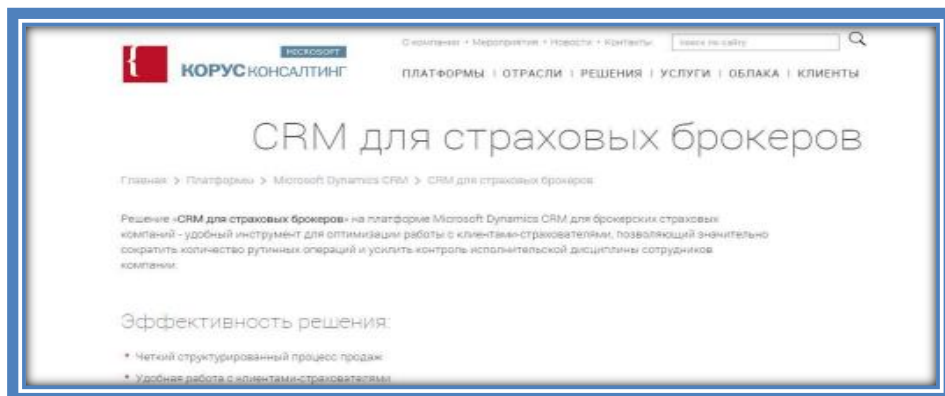 О компании • Мероприятия • Новости • Контакты
поиск по сайту
MICROSOFT
КОРУС КОНСАЛТИНГ
ПЛАТФОРМЫ | ОТРАСЛИ | РЕШЕНИЯ | УСЛУГИ | ОБЛАКА | КЛИЕНТЫ
CRM для страховых брокеров
Главная > Платформы > Microsoft Dynamics CRM > CRM для страховых брокеров
Решение «CRM для страховых брокеров» на платформе Microsoft Dynamics CRM для брокерских страховых
компаний - удобный инструмент для оптимизации работы с клиентами-страхователями, позволяющий значительно
сократить количество рутинных операций и усилить контроль исполнительской дисциплины сотрудников
компании.
Эффективность решения:
• Четкий структурированный процесс продаж
• Удобная работа с клиентами-страхователями